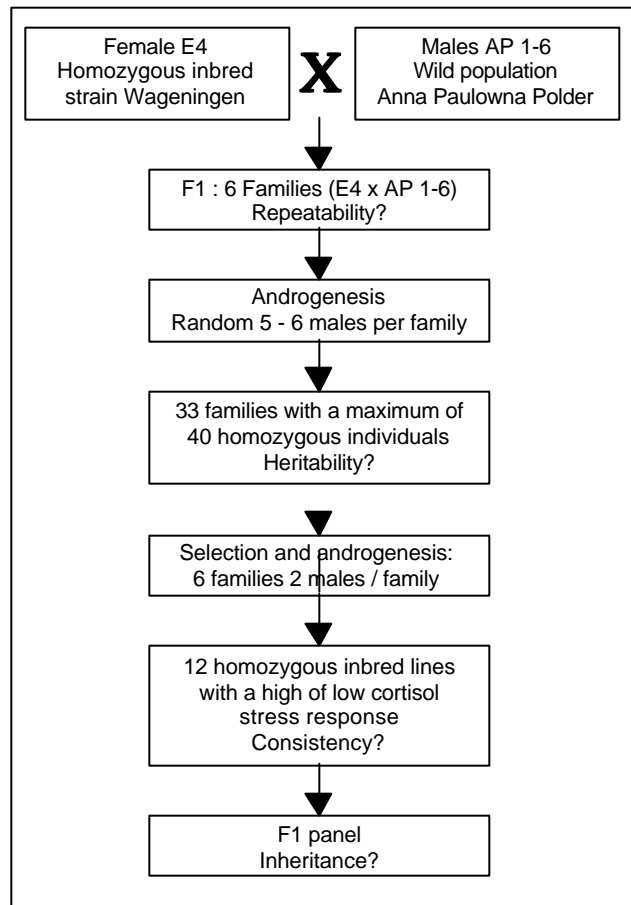 Female E4
Homozygous inbred
strain Wageningen
X
Males AP 1-6
Wild population
Anna Paulowna Polder
F1 : 6 Families (E4 x AP 1-6)
Repeatability?
Androgenesis
Random 5 - 6 males per family
33 families with a maximum of
40 homozygous individuals
Heritability?
Selection and androgenesis:
6 families 2 males / family
12 homozygous inbred lines
with a high of low cortisol
stress response
Consistency?
F1 panel
Inheritance?